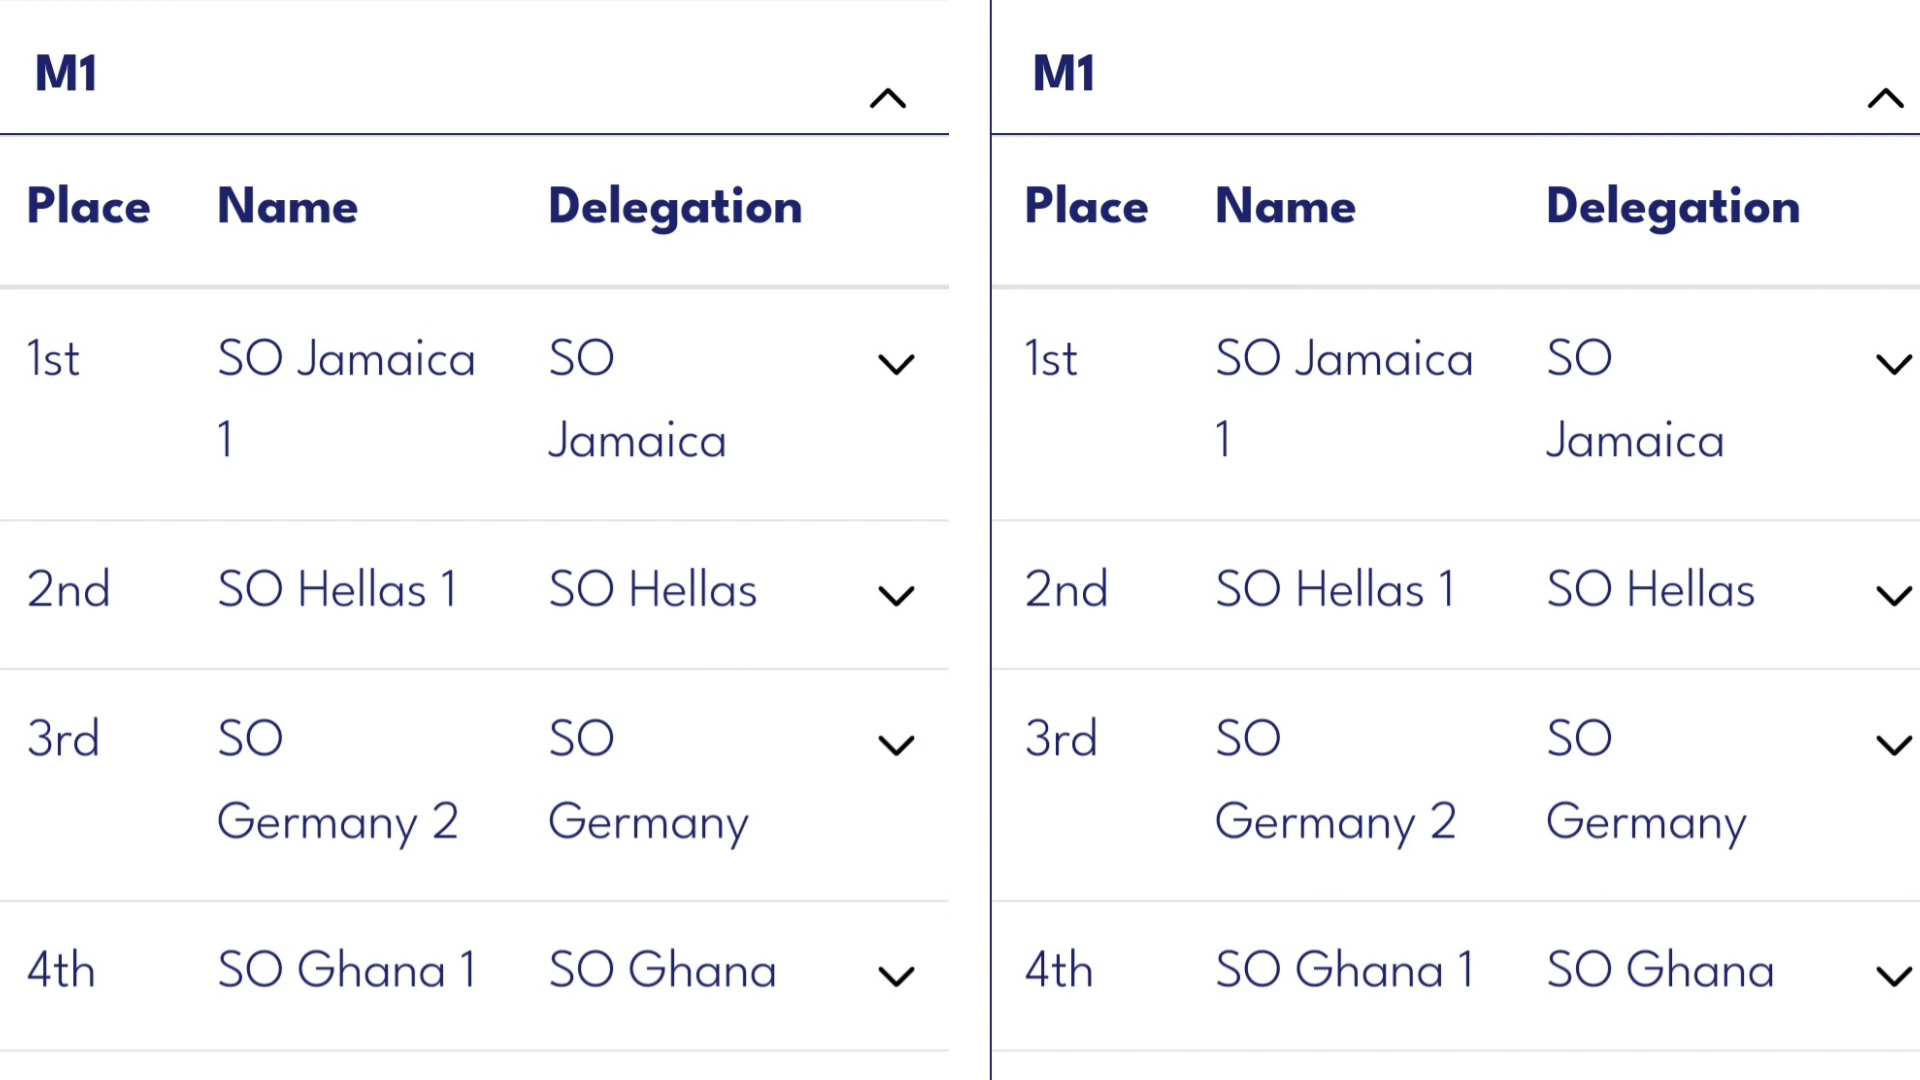 M1
Place Name Delegation
1st SO Jamaica SO
1 Jamaica
2nd SO Hellas 1 SO Hellas
3rd SO SO
Germany 2 Germany
4th SO Ghana 1 SO Ghana
M1
Place Name Delegation
1st SO Jamaica SO
1 Jamaica
2nd SO Hellas 1 SO Hellas
3rd SO SO
Germany 2 Germany
4th SO Ghana 1 SO Ghana